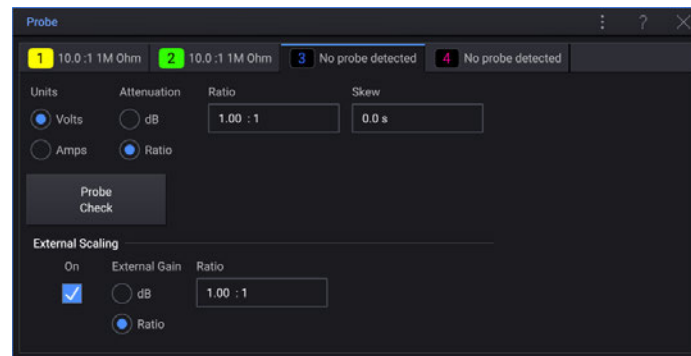 Probe
1 10.0 :1 1M Ohm 2 10.0 :1 1M Ohm 3 No probe detected 4 No probe detected
Units Attenuation Ratio Skew
Volts dB 1.00 : 1 0.0 s
Amps Ratio
Probe
Check
External Scaling
On External Gain Ratio
dB 1.00 : 1
Ratio